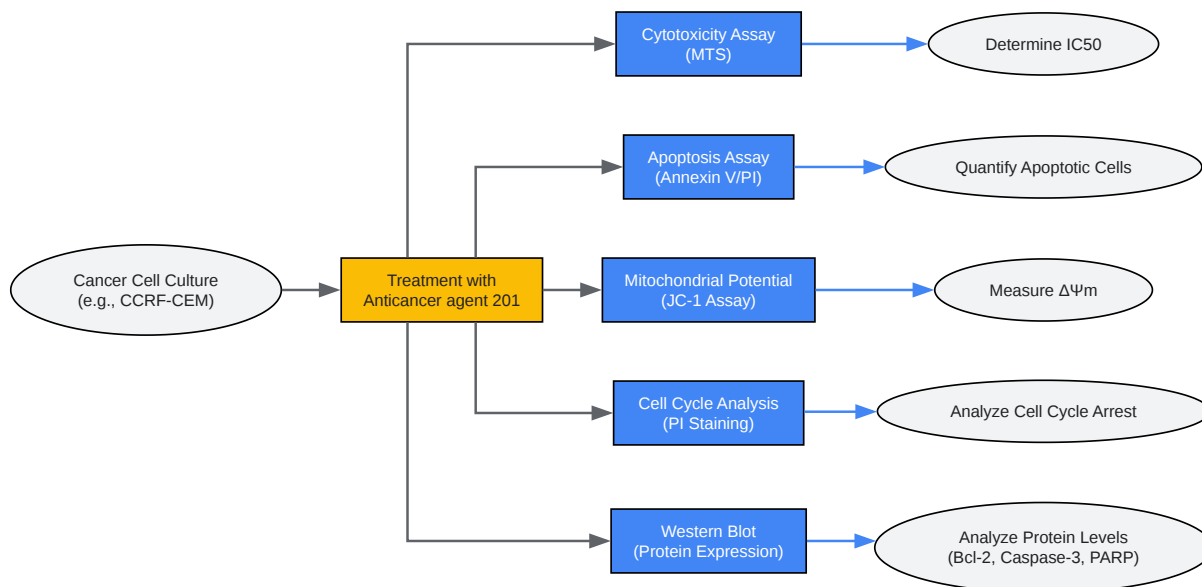 Cytotoxicity Assay
(MTS)
Determine IC50
Apoptosis Assay
(Annexin V/PI)
Quantify Apoptotic Cells
Cancer Cell Culture
(e.g., CCRF-CEM)
Treatment with
Anticancer agent 201
Mitochondrial Potential
(JC-1 Assay)
Measure ΔΨm
Cell Cycle Analysis
(PI Staining)
Analyze Cell Cycle Arrest
Western Blot
(Protein Expression)
Analyze Protein Levels
(Bcl-2, Caspase-3, PARP)